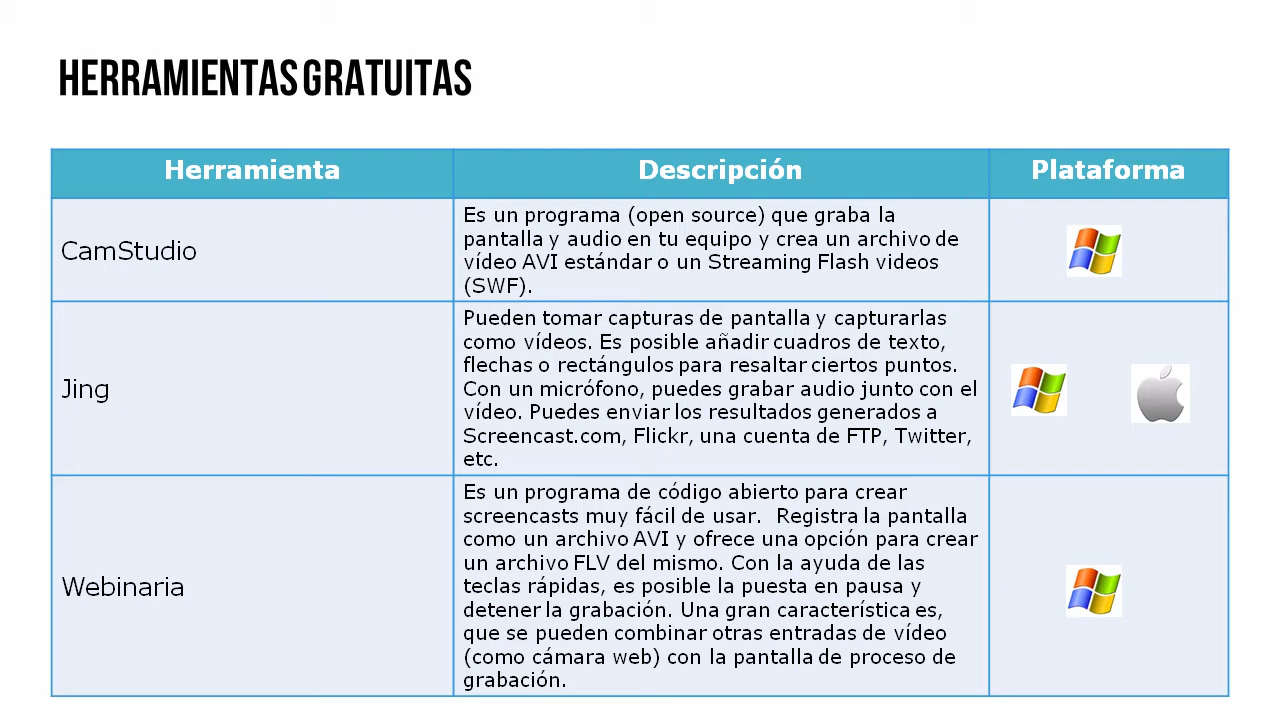 HERRAMIENTAS GRATUITAS
Herramienta
Descripción
Plataforma
CamStudio
Es un programa (open source) que graba la
pantalla y audio en tu equipo y crea un archivo de
vídeo AVI estándar o un Streaming Flash videos
(SWF).
Jing
Pueden tomar capturas de pantalla y capturarlas
como vídeos. Es posible añadir cuadros de texto,
flechas o rectángulos para resaltar ciertos puntos.
Con un micrófono, puedes grabar audio junto con el
vídeo. Puedes enviar los resultados generados a
Screencast.com, Flickr, una cuenta de FTP, Twitter,
etc.
Webinaria
Es un programa de código abierto para crear
screencasts muy fácil de usar.  Registra la pantalla
como un archivo AVI y ofrece una opción para crear
un archivo FLV del mismo. Con la ayuda de las
teclas rápidas, es posible la puesta en pausa y
detener la grabación. Una gran característica es,
que se pueden combinar otras entradas de vídeo
(como cámara web) con la pantalla de proceso de
grabación.